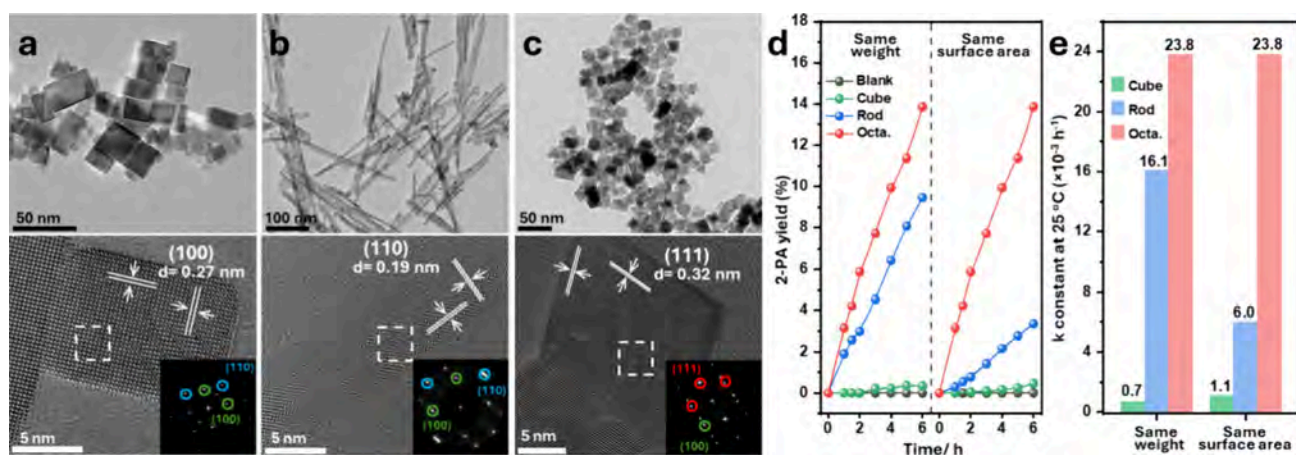 a
50 nm
(100)
d= 0.27 nm
(110)
(100)
5 nm
b
100 nm
(110)
d= 0.19 nm
(110)
(100)
5 nm
c
50 nm
(111)
d= 0.32 nm
(111)
(100)
5 nm
d
Same
weight
Same
surface area
Blank
Cube
Rod
Octa.
2-PA yield (%)
18
16
14
12
10
8
6
4
2
0
0 2 4 6 0 2 4 6
Time/ h
e
k constant at 25 °C (×10⁻³ h⁻¹)
24
20
16
12
8
4
0
Cube
Rod
Octa.
0.7
16.1
23.8
1.1
6.0
23.8
Same
weight
Same
surface area